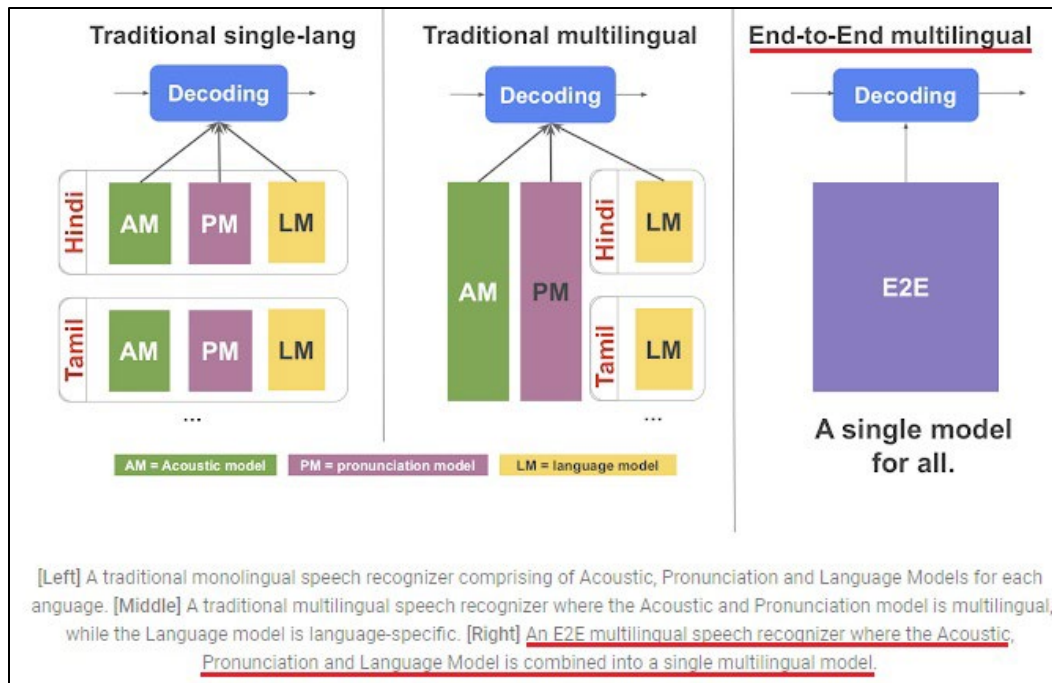 Traditional single-lang
Decoding
Hindi
AM
PM
LM
Tamil
AM
PM
LM
...
Traditional multilingual
Decoding
AM
PM
Hindi
LM
Tamil
LM
...
End-to-End multilingual
Decoding
E2E
A single model
for all.
AM = Acoustic model
PM = pronunciation model
LM = language model
[Left] A traditional monolingual speech recognizer comprising of Acoustic, Pronunciation and Language Models for each
anguage. [Middle] A traditional multilingual speech recognizer where the Acoustic and Pronunciation model is multilingual,
while the Language model is language-specific. [Right] An E2E multilingual speech recognizer where the Acoustic,
Pronunciation and Language Model is combined into a single multilingual model.